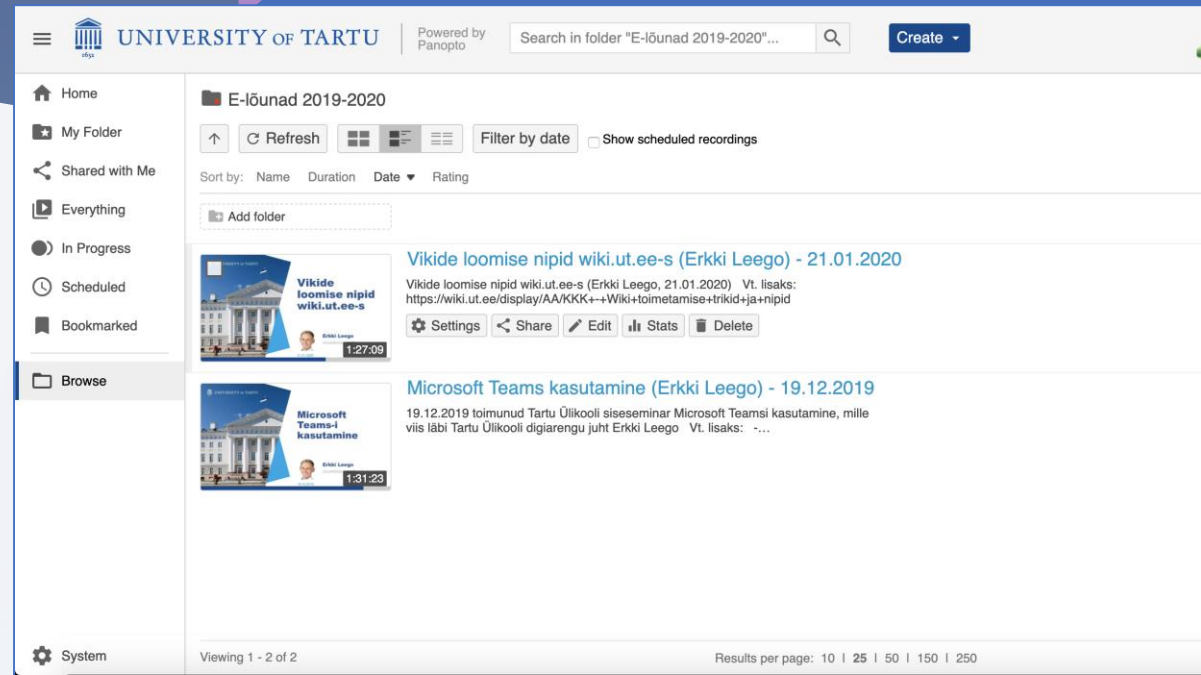 UNIVERSITY OF TARTU
1632
Powered by
Panopto
Search in folder "E-lõunad 2019-2020"...
Create
Home
My Folder
Shared with Me
Everything
In Progress
Scheduled
Bookmarked
Browse
System
E-lõunad 2019-2020
Refresh
Filter by date
Show scheduled recordings
Sort by: Name Duration Date Rating
Add folder
Vikide
loomise nipid
wiki.ut.ee-s
Erkki Leego
1:27:09
Vikide loomise nipid wiki.ut.ee-s (Erkki Leego) - 21.01.2020
Vikide loomise nipid wiki.ut.ee-s (Erkki Leego, 21.01.2020) Vt. lisaks:
https://wiki.ut.ee/display/AA/KKK+-+Wiki+toimetamise+trikid+ja+nipid
Settings Share Edit Stats Delete
UNIVERSITY OF TARTU
Microsoft
Teams-i
kasutamine
Erkki Leego
1:31:23
Microsoft Teams kasutamine (Erkki Leego) - 19.12.2019
19.12.2019 toimunud Tartu Ülikooli siseseminar Microsoft Teamsi kasutamine, mille
viis läbi Tartu Ülikooli digiarengu juht Erkki Leego Vt. lisaks: -...
Viewing 1 - 2 of 2
Results per page: 10 | 25 | 50 | 150 | 250